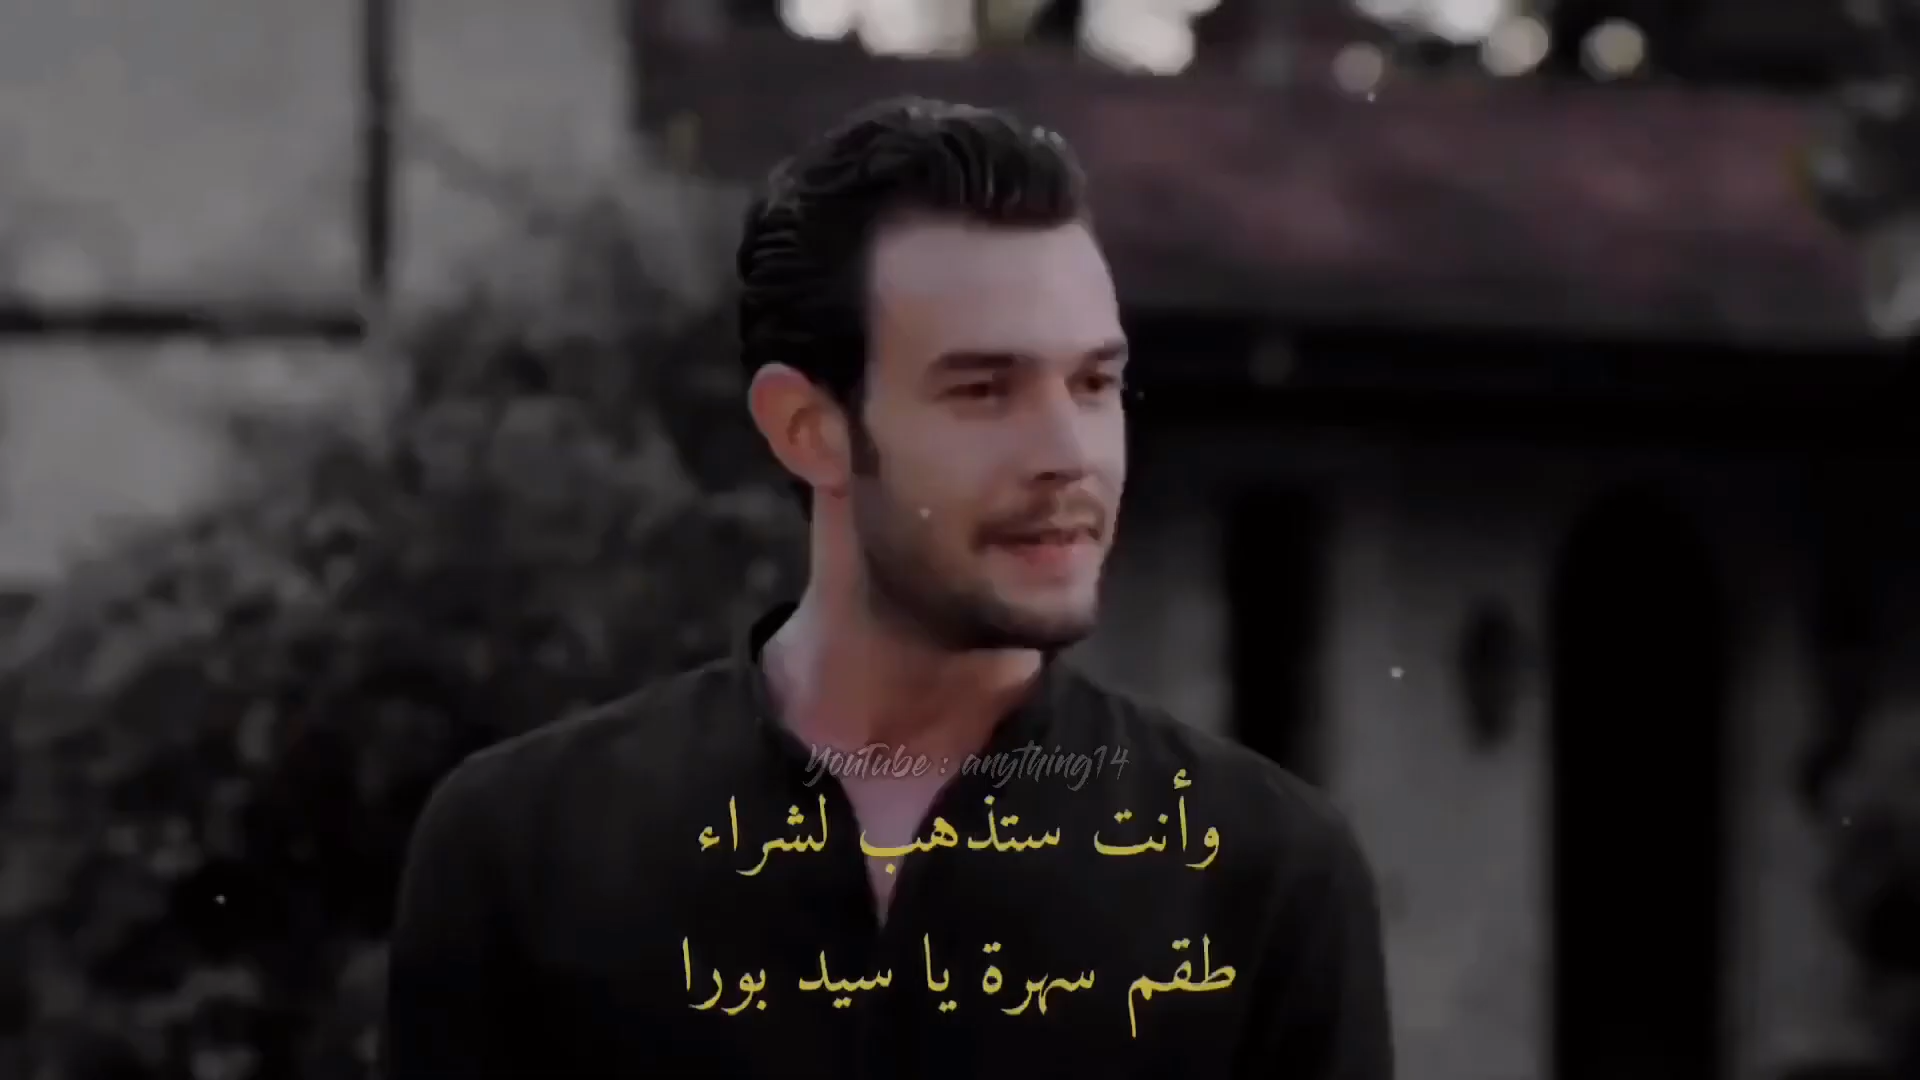 YouTube : anything14
وأنت ستذهب لشراء
طقم سهرة يا سيد بورا